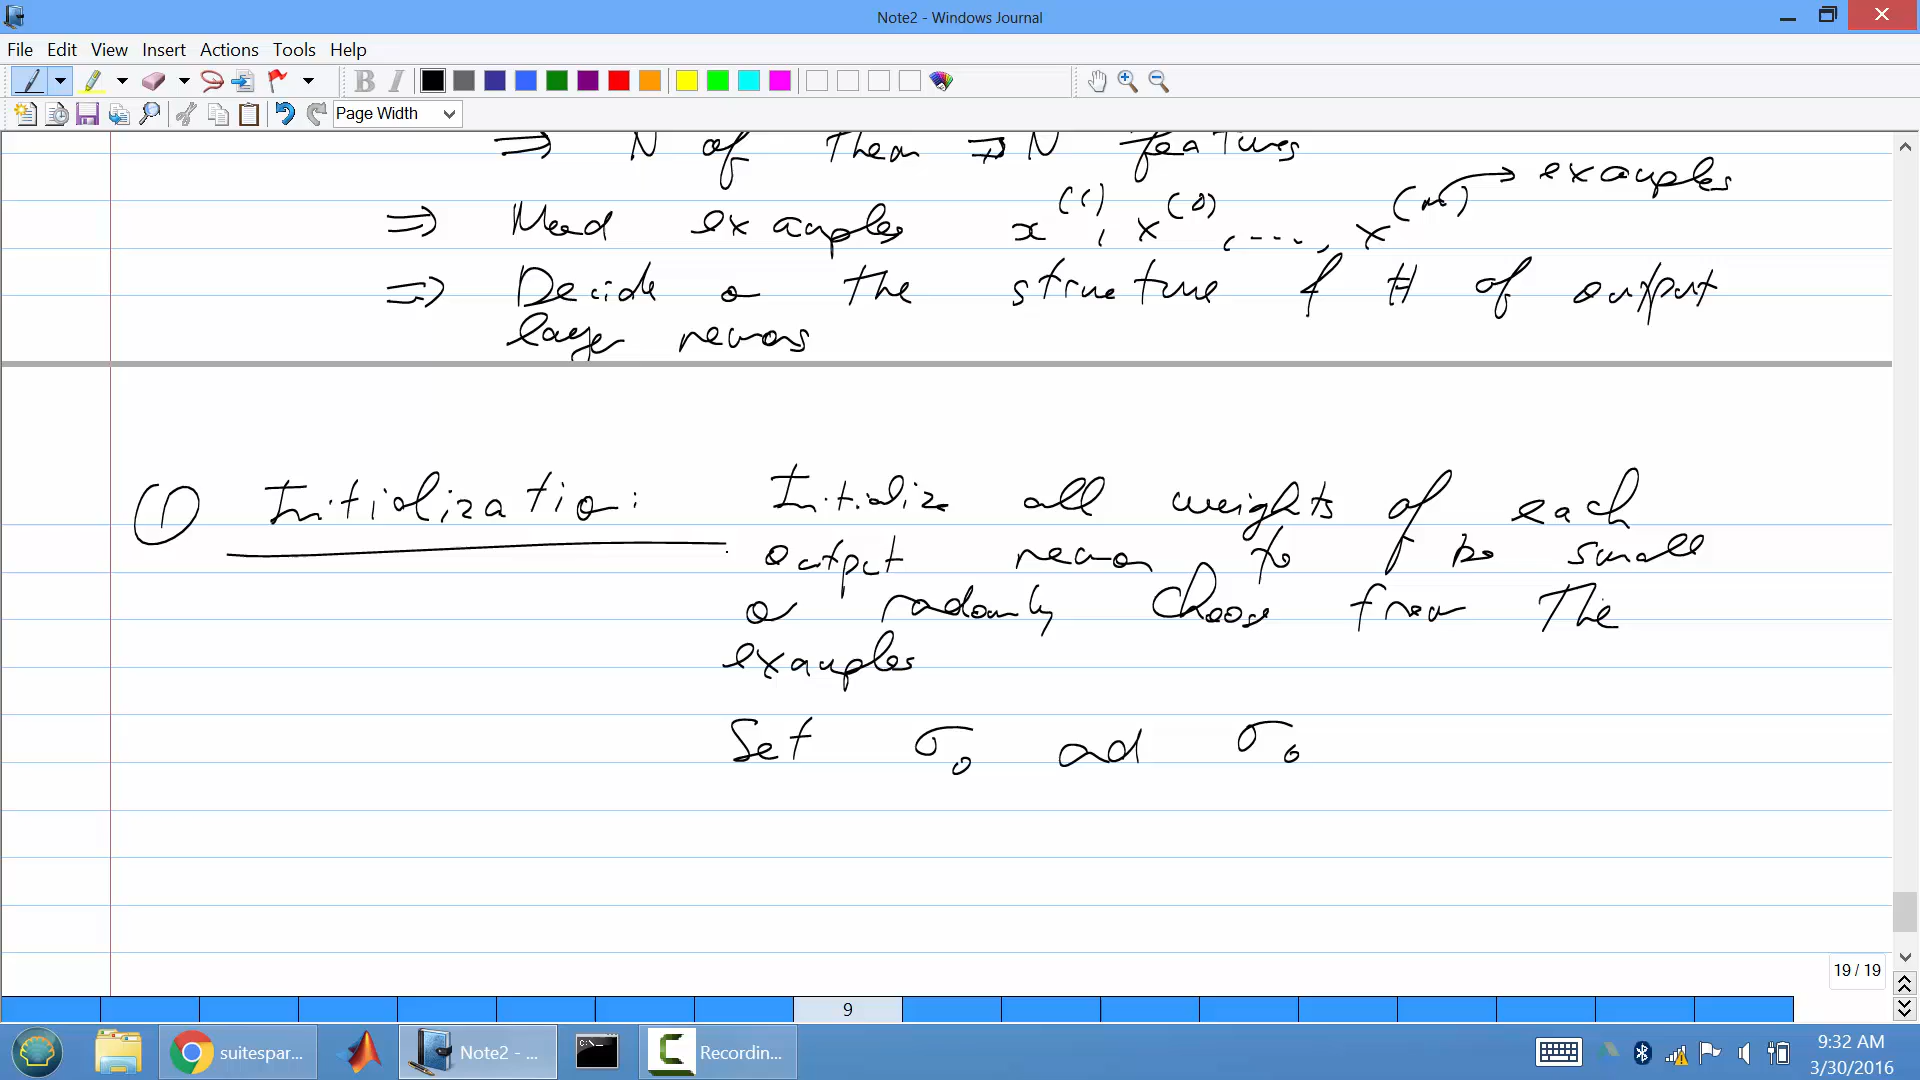 Note2 - Windows Journal
File Edit View Insert Actions Tools Help
B I
Page Width
⇒ N of them ⇒ N features
⇒ Need examples x^(1), x^(2), ..., x^(m) → examples
⇒ Decide on the structure & # of output
layer neurons
① Initialization: Initialize all weights of each
output neuron to be small
or randomly choose from the
examples
Set σ₀ and σ₀
19 / 19
9
suitespar... Note2 - ... Recordin... 9:32 AM
3/30/2016